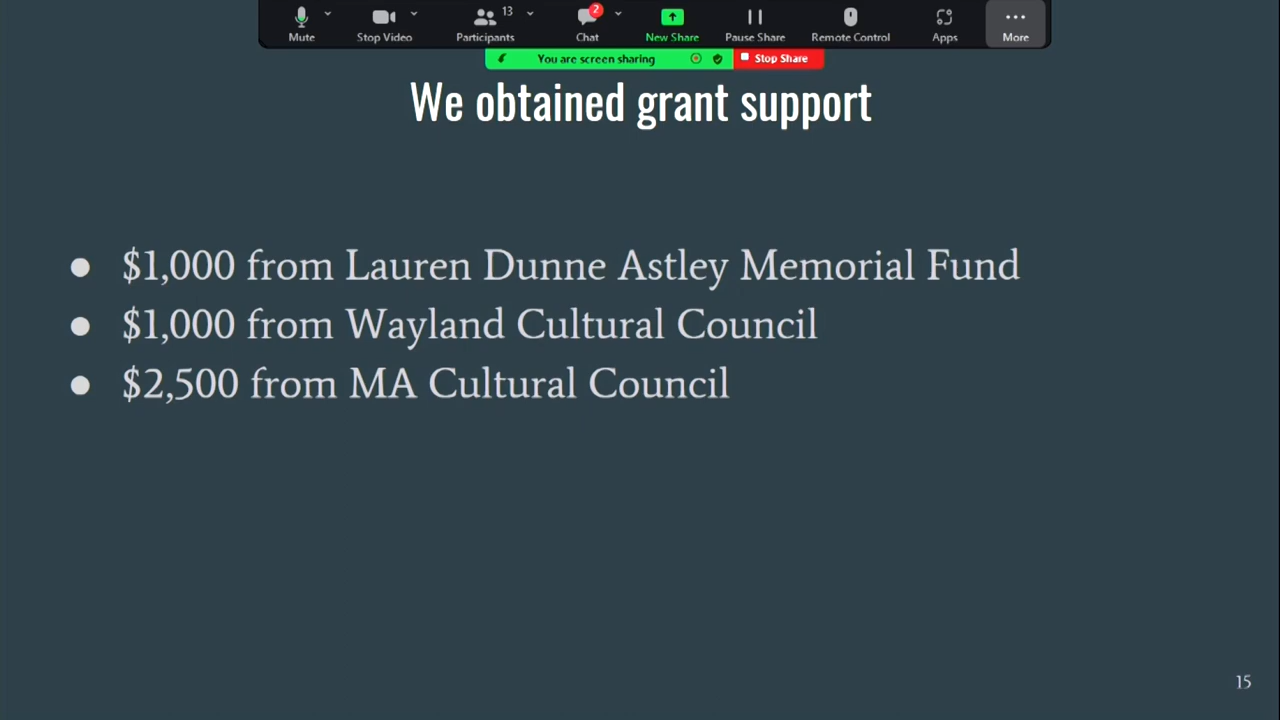 13
2
Mute
Stop Video
Participants
Chat
New Share
Pause Share
Remote Control
Apps
More
You are screen sharing
Stop Share
We obtained grant support
● $1,000 from Lauren Dunne Astley Memorial Fund
● $1,000 from Wayland Cultural Council
● $2,500 from MA Cultural Council
15